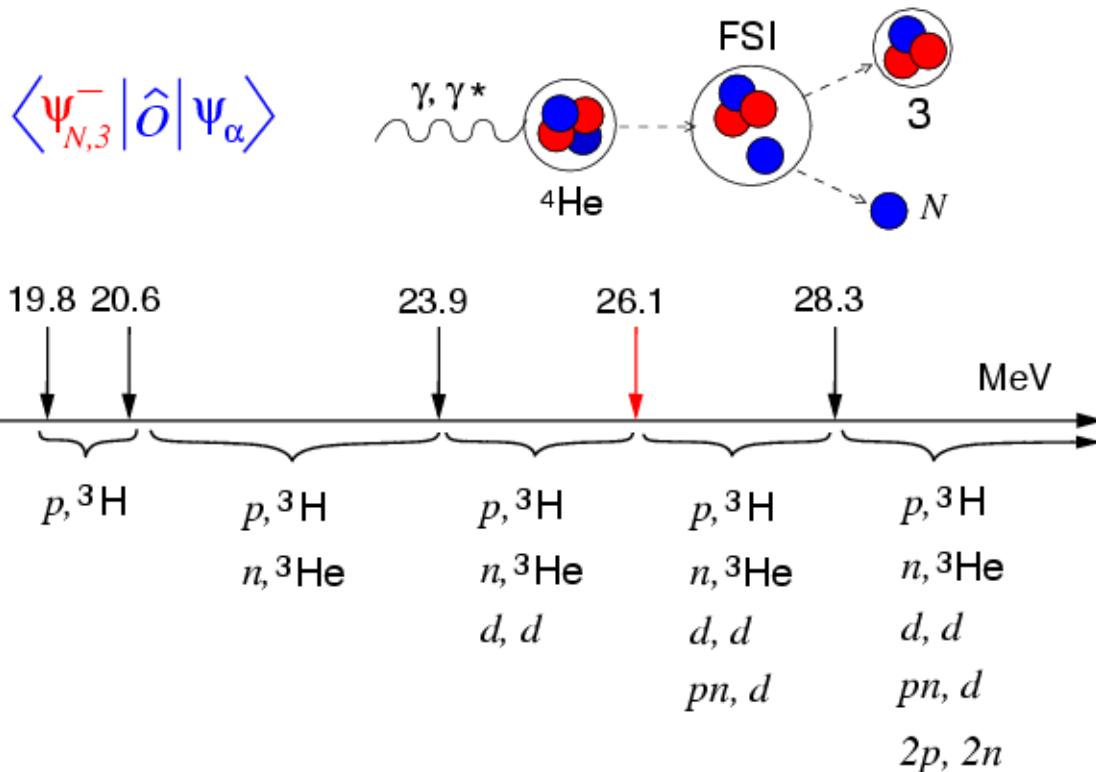 FSI
⟨Ψ⁻_{N,3}|Ô|Ψ_α⟩
γ, γ*
3
⁴He
N
19.8 20.6 23.9 26.1 28.3
MeV
p, ³H p, ³H p, ³H p, ³H p, ³H
n, ³He n, ³He n, ³He n, ³He
d, d d, d d, d
pn, d pn, d
2p, 2n